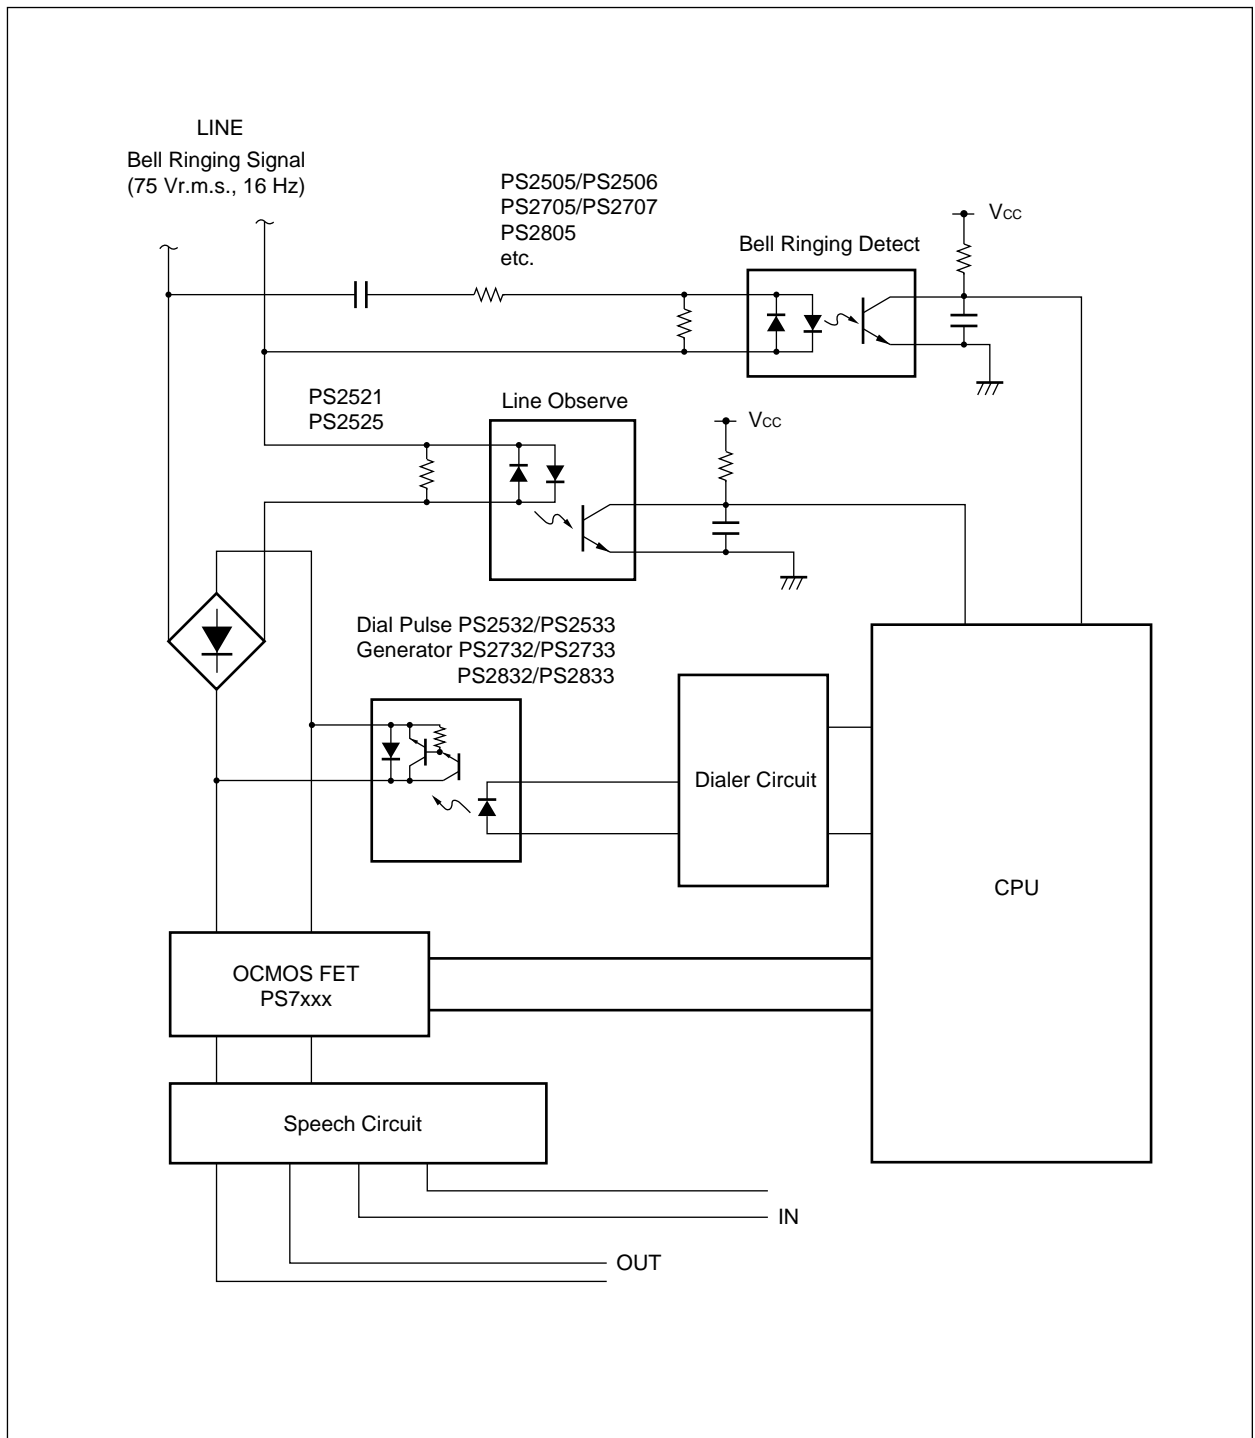 LINE
Bell Ringing Signal
(75 Vr.m.s., 16 Hz)
PS2505/PS2506
PS2705/PS2707
PS2805
etc.
Bell Ringing Detect
VCC
PS2521
PS2525
Line Observe
VCC
Dial Pulse PS2532/PS2533
Generator PS2732/PS2733
PS2832/PS2833
Dialer Circuit
CPU
OCMOS FET
PS7xxx
Speech Circuit
IN
OUT